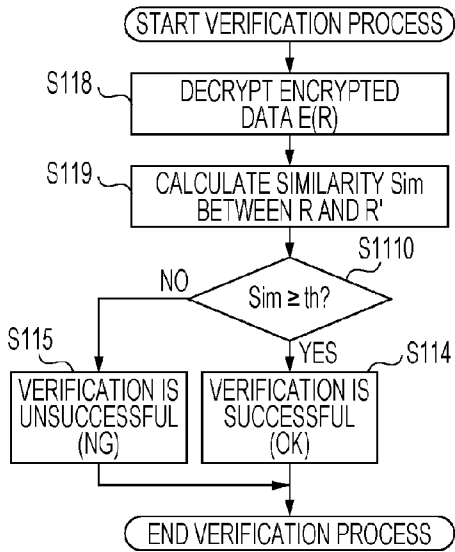 START VERIFICATION PROCESS
S118
DECRYPT ENCRYPTED
DATA E(R)
S119
CALCULATE SIMILARITY Sim
BETWEEN R AND R'
S1110
Sim ≥ th?
NO
YES
S115
VERIFICATION IS
UNSUCCESSFUL
(NG)
S114
VERIFICATION IS
SUCCESSFUL
(OK)
END VERIFICATION PROCESS